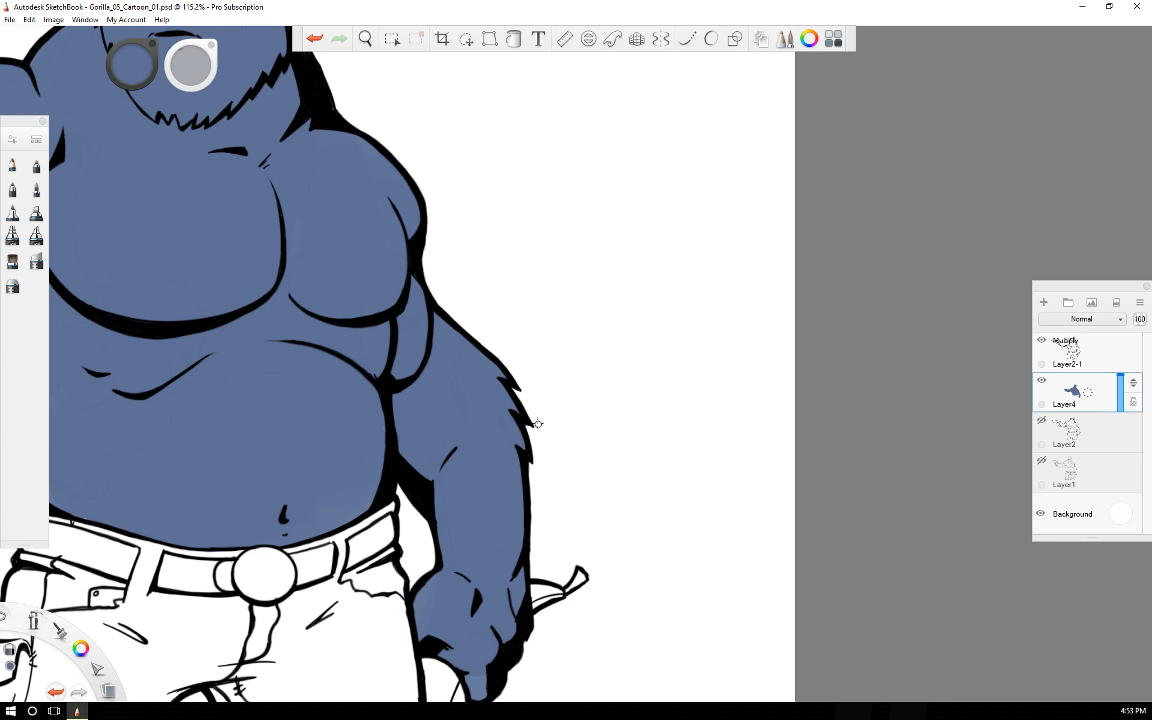 Autodesk SketchBook - Gorilla_05_Cartoon_01.psd @ 115.2% - Pro Subscription
File Edit Image Window My Account Help
T
Normal 100
Multiply
Layer2-1
Layer4
Layer2
Layer1
Background
4:53 PM